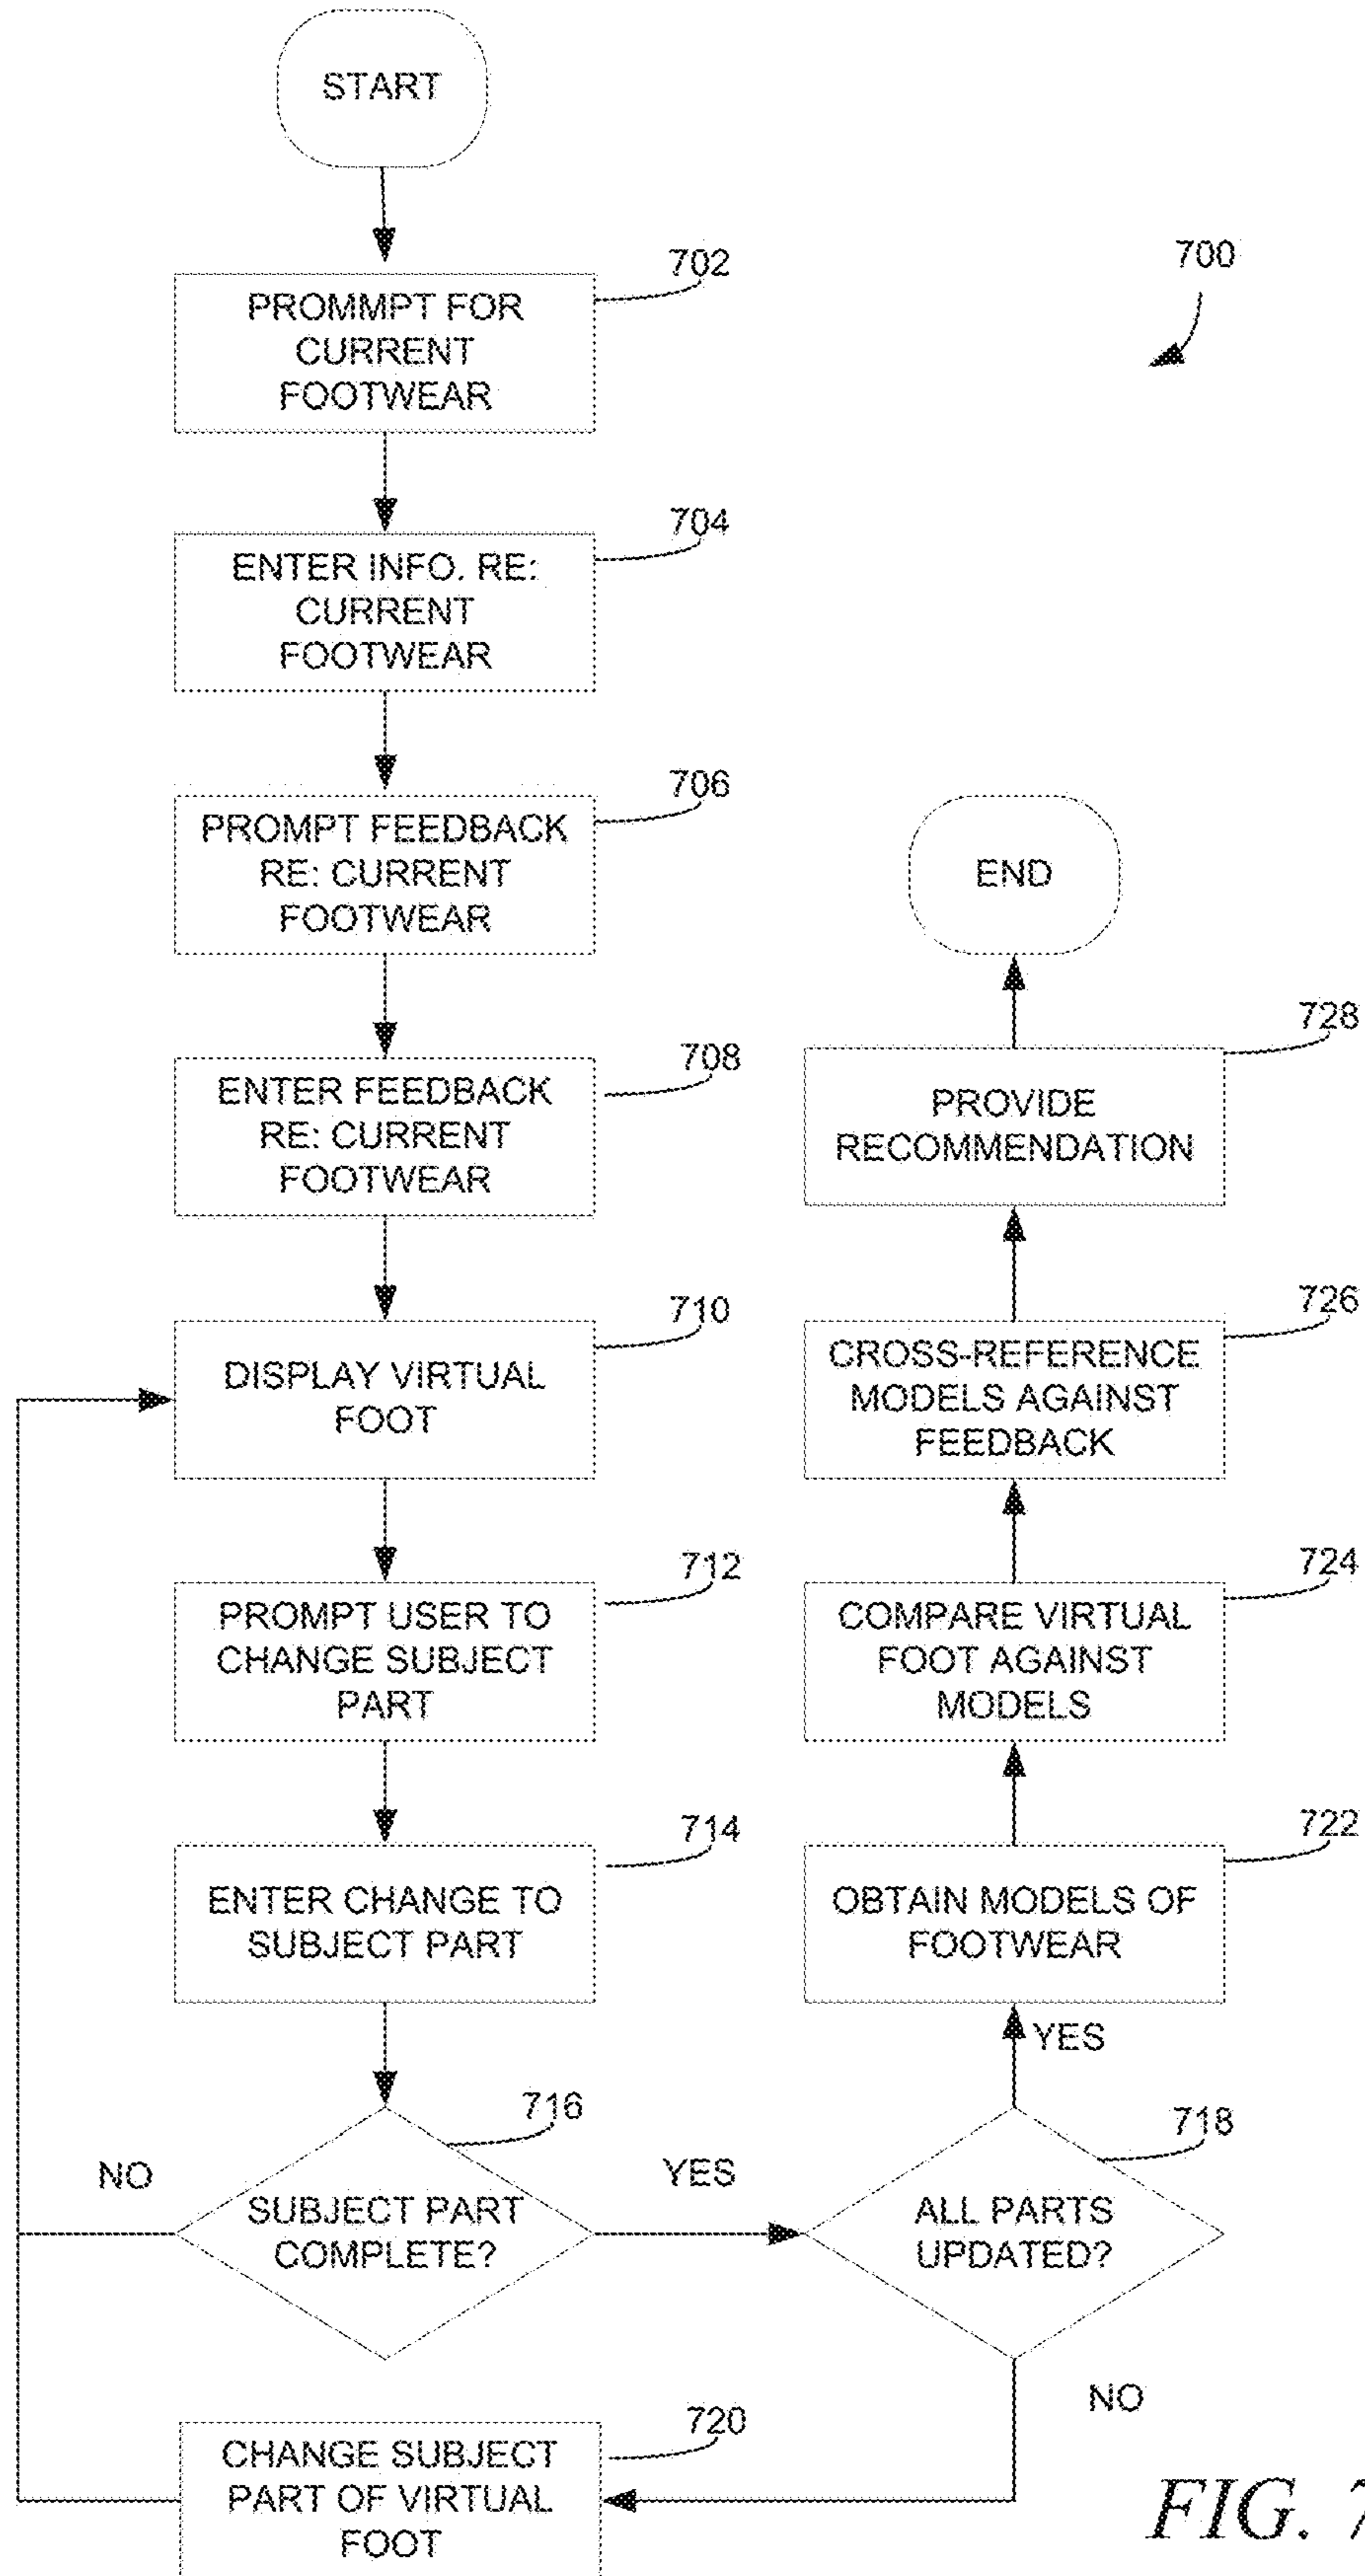 START
702
PROMMPT FOR
CURRENT
FOOTWEAR
700
704
ENTER INFO. RE:
CURRENT
FOOTWEAR
706
PROMPT FEEDBACK
RE: CURRENT
FOOTWEAR
708
ENTER FEEDBACK
RE: CURRENT
FOOTWEAR
710
DISPLAY VIRTUAL
FOOT
712
PROMPT USER TO
CHANGE SUBJECT
PART
714
ENTER CHANGE TO
SUBJECT PART
716
NO
YES
SUBJECT PART
COMPLETE?
718
ALL PARTS
UPDATED?
NO
720
CHANGE SUBJECT
PART OF VIRTUAL
FOOT
YES
722
OBTAIN MODELS OF
FOOTWEAR
724
COMPARE VIRTUAL
FOOT AGAINST
MODELS
726
CROSS-REFERENCE
MODELS AGAINST
FEEDBACK
728
PROVIDE
RECOMMENDATION
END
FIG. 7